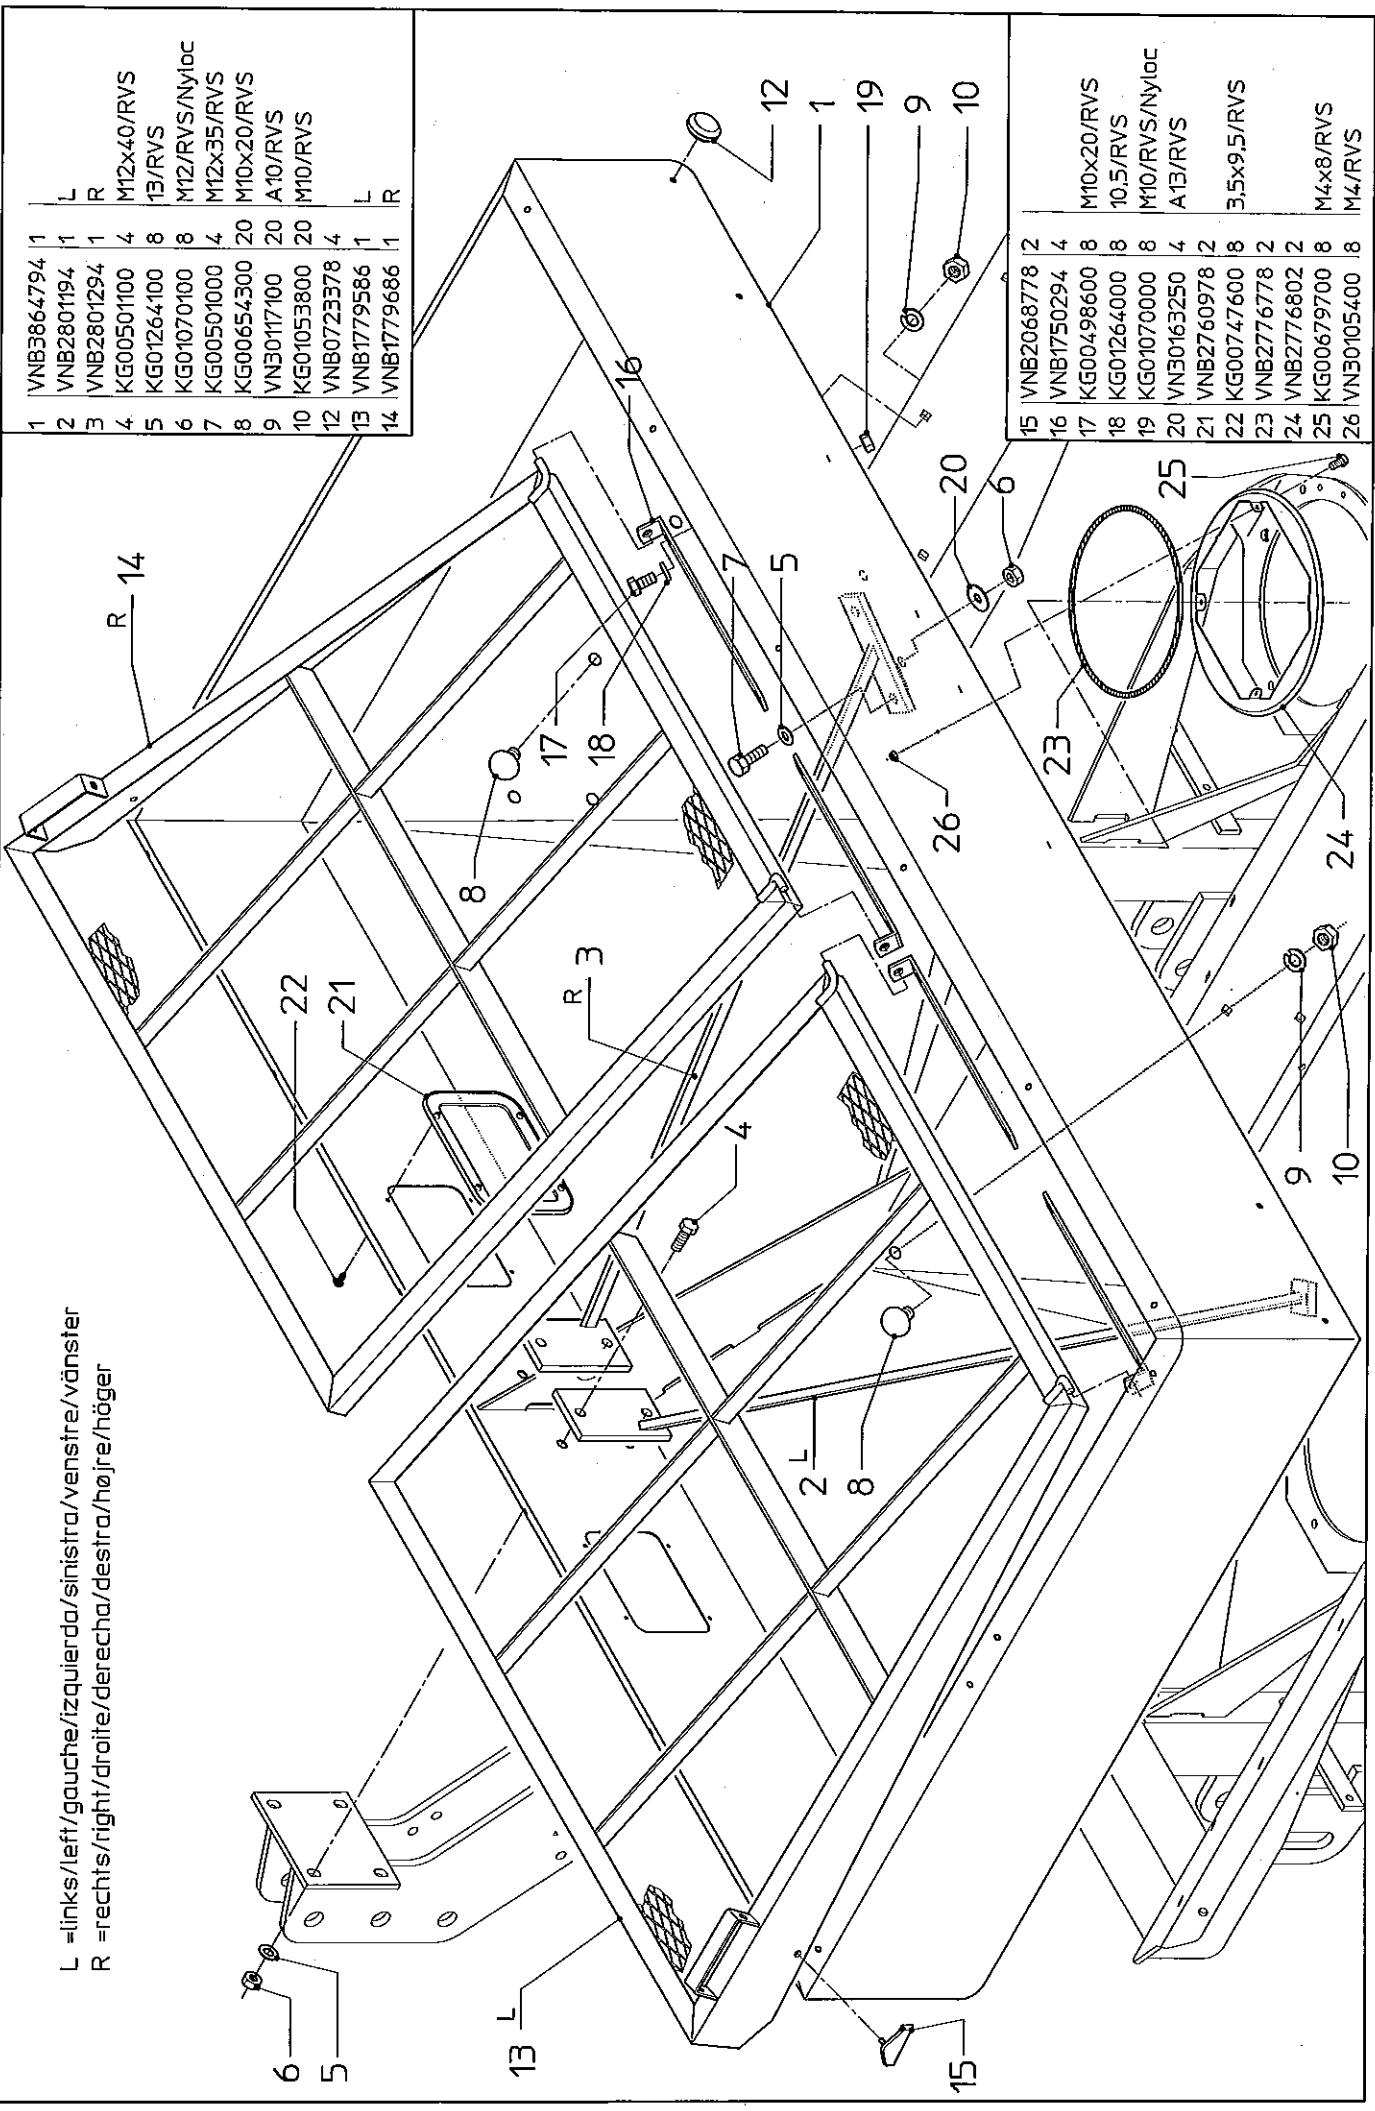 L =links/left/gauche/izquierda/sinistra/venstre/vänster
R =rechts/right/droite/derecha/destra/højre/höger
1 VNB3864794 1
2 VNB2801194 1 L
3 VNB2801294 1 R
4 KG00501100 4 M12x40/RVS
5 KG01264100 8 13/RVS
6 KG01070100 8 M12/RVS/Nyloc
7 KG00501000 4 M12x35/RVS
8 KG00654300 20 M10x20/RVS
9 VN30117100 20 A10/RVS
10 KG01053800 20 M10/RVS
12 VNB0723378 4
13 VNB1779586 1 L
14 VNB1779686 1 R
15 VNB2068778 2
16 VNB1750294 4
17 KG00498600 8 M10x20/RVS
18 KG01264000 8 10,5/RVS
19 KG01070000 8 M10/RVS/Nyloc
20 VN30163250 4 A13/RVS
21 VNB2760978 2
22 KG00747600 8 3,5x9,5/RVS
23 VNB2776778 2
24 VNB2776802 2
25 KG00679700 8 M4x8/RVS
26 VN30105400 8 M4/RVS
6
5
13 L
15
22
21
R 14
8
17
18
16
12
1
19
9
10
7
5
20
6
R 3
4
26
23
25
24
2 L
8
9
10